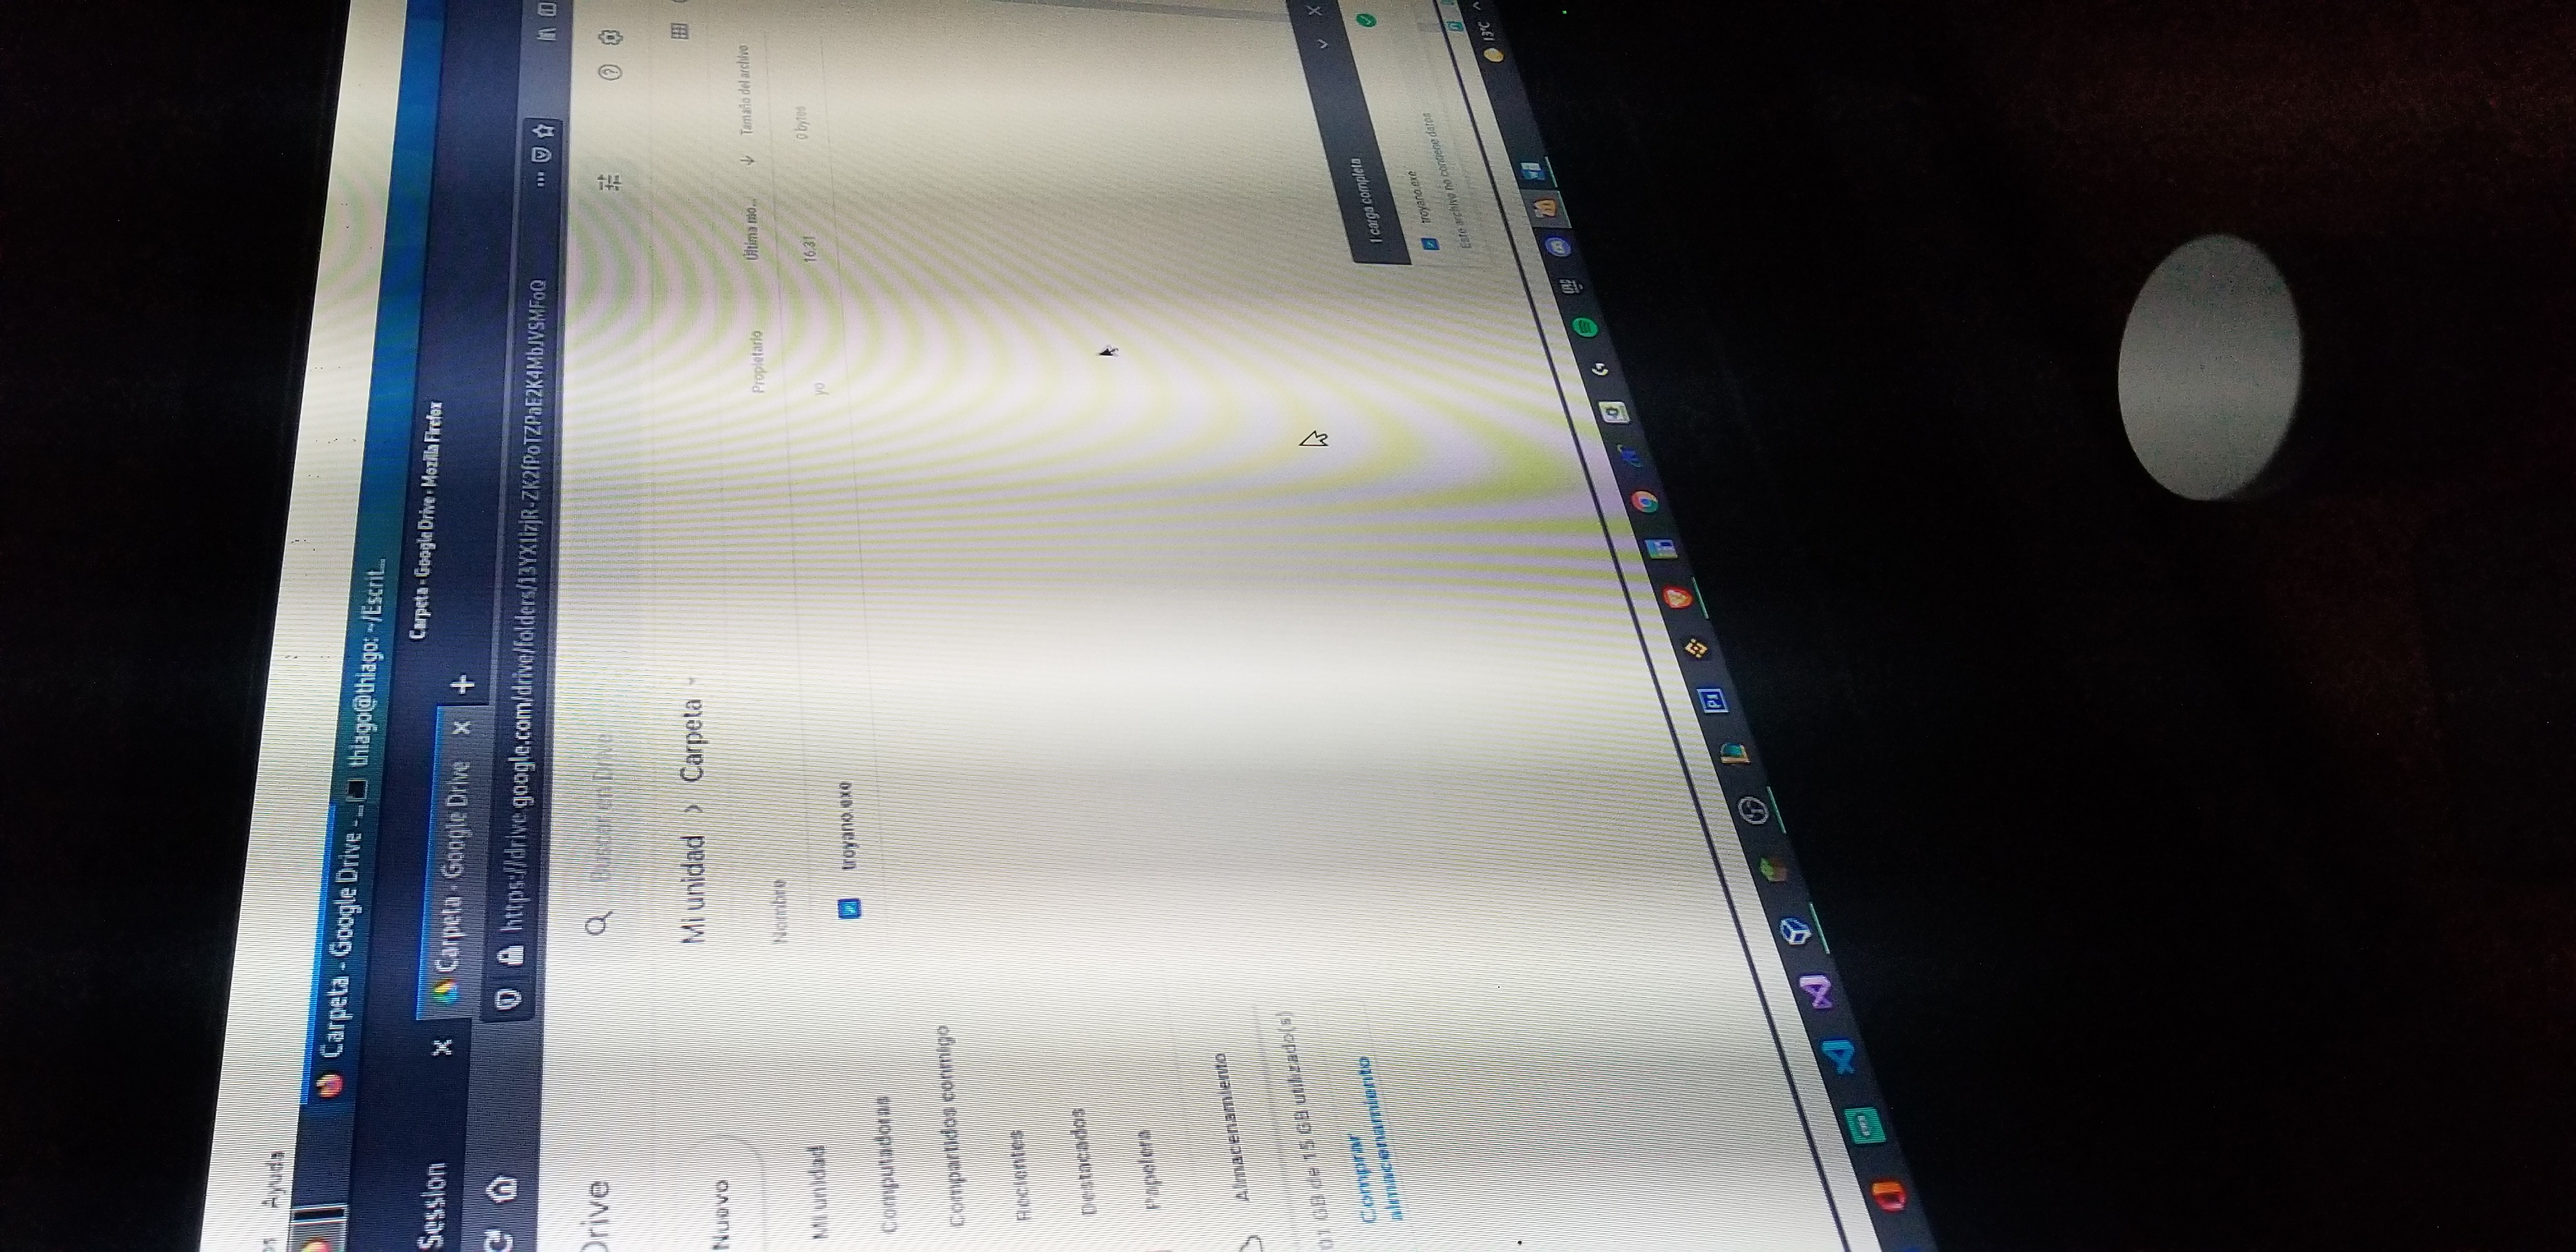 Ayuda
Carpeta - Google Drive -...
thiago@thiago: ~/Escrit...
Carpeta - Google Drive - Mozilla Firefox
Session
Carpeta - Google Drive
https://drive.google.com/drive/folders/13YX1izjR-ZK2fPoTZPaE2K4MbJVSMFoQ
Drive
Buscar en Drive
Nuevo
Mi unidad > Carpeta
Nombre
Propietario
Última mo...
Tamaño del archivo
troyano.exe
yo
16:31
0 bytes
Mi unidad
Computadoras
Compartidos conmigo
Recientes
Destacados
Papelera
Almacenamiento
01 GB de 15 GB utilizado(s)
Comprar
almacenamiento
1 carga completa
troyano.exe
Este archivo no contiene datos
13°C